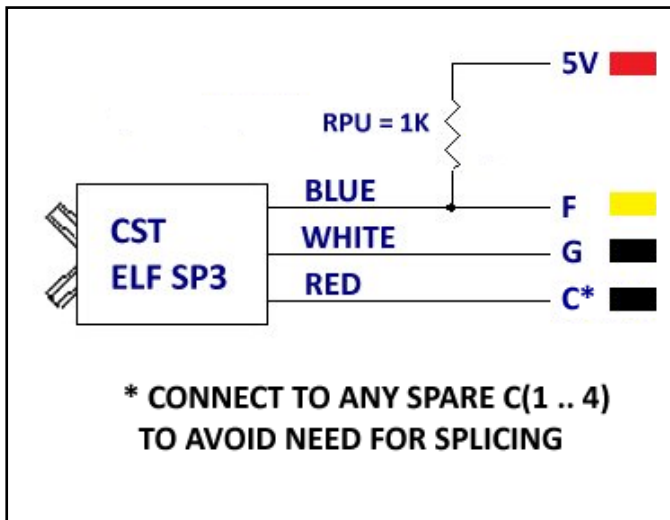 5V
RPU = 1K
BLUE
F
CST
WHITE
G
ELF SP3
RED
C*
* CONNECT TO ANY SPARE C(1 .. 4)
TO AVOID NEED FOR SPLICING